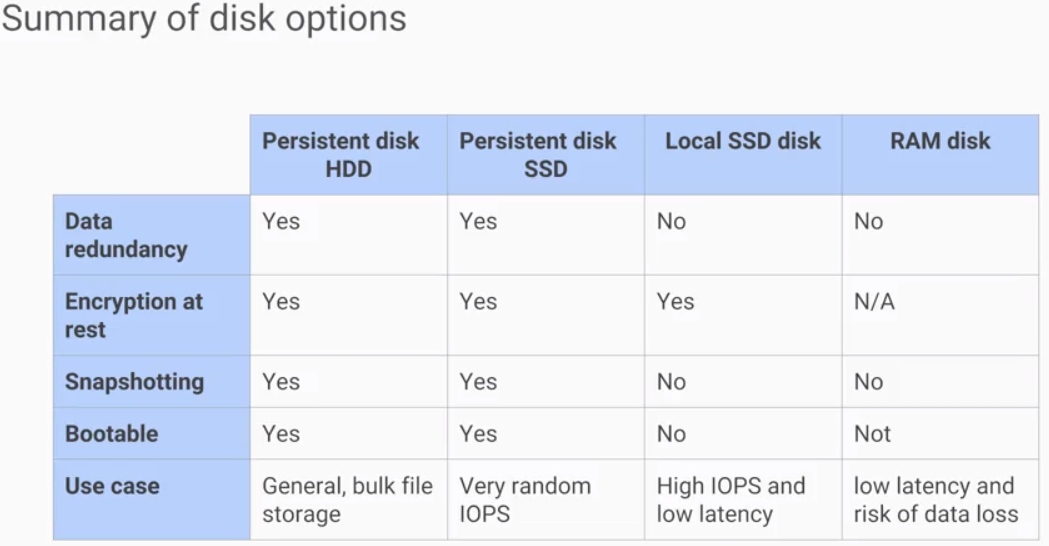 Summary of disk options
Persistent disk HDD Persistent disk SSD Local SSD disk RAM disk
Data redundancy Yes Yes No No
Encryption at rest Yes Yes Yes N/A
Snapshotting Yes Yes No No
Bootable Yes Yes No Not
Use case General, bulk file storage Very random IOPS High IOPS and low latency low latency and risk of data loss